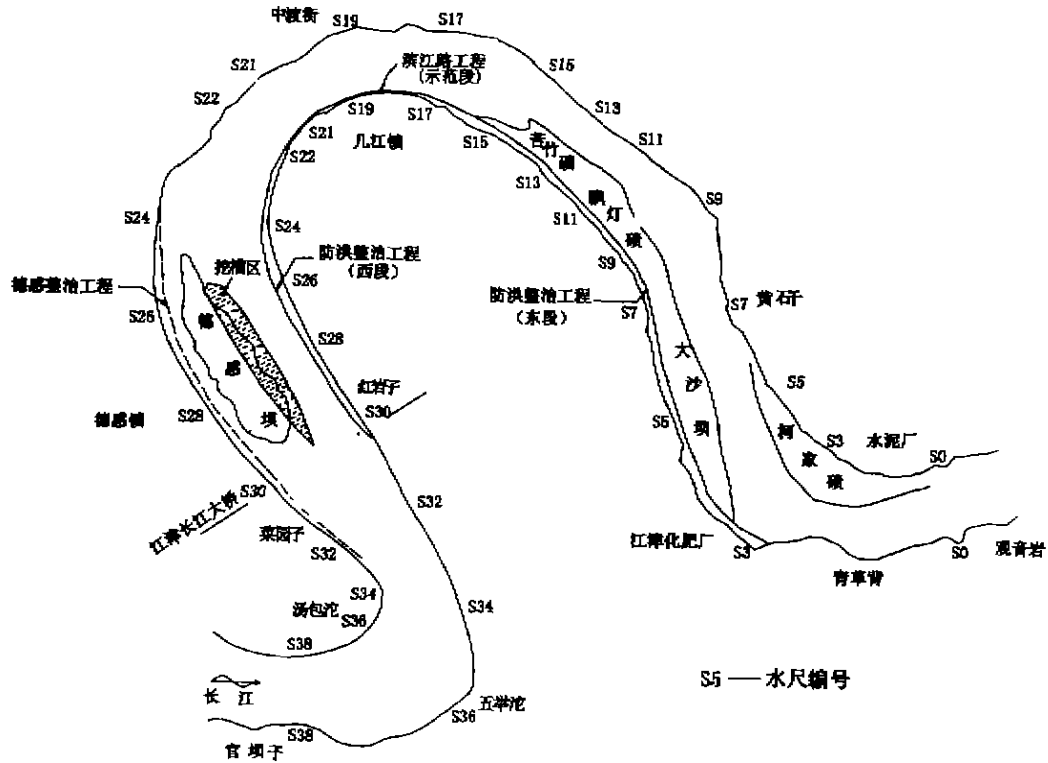 中渡街
S19
S17
S21
滨江路工程
(示范段)
S15
S22
S19
S17
S13
S21
几江镇
S15
苦竹碛
S11
S22
S13
飘灯碛
S9
S24
S24
S11
防洪整治工程
(西段)
S9
挖槽区
S26
德感整治工程
防洪整治工程
(东段)
S7
S7
黄石子
S26
德感坝
S28
大沙坝
S5
红岩子
德感镇
S28
S30
S5
柯家碛
S3
水泥厂
S0
S30
S32
江津长江大桥
菜园子
S32
江津化肥厂
S3
S0
观音岩
青草背
S34
汤包沱
S36
S34
S38
S5 — 水尺编号
长 江
S36
五举沱
S38
官坝子